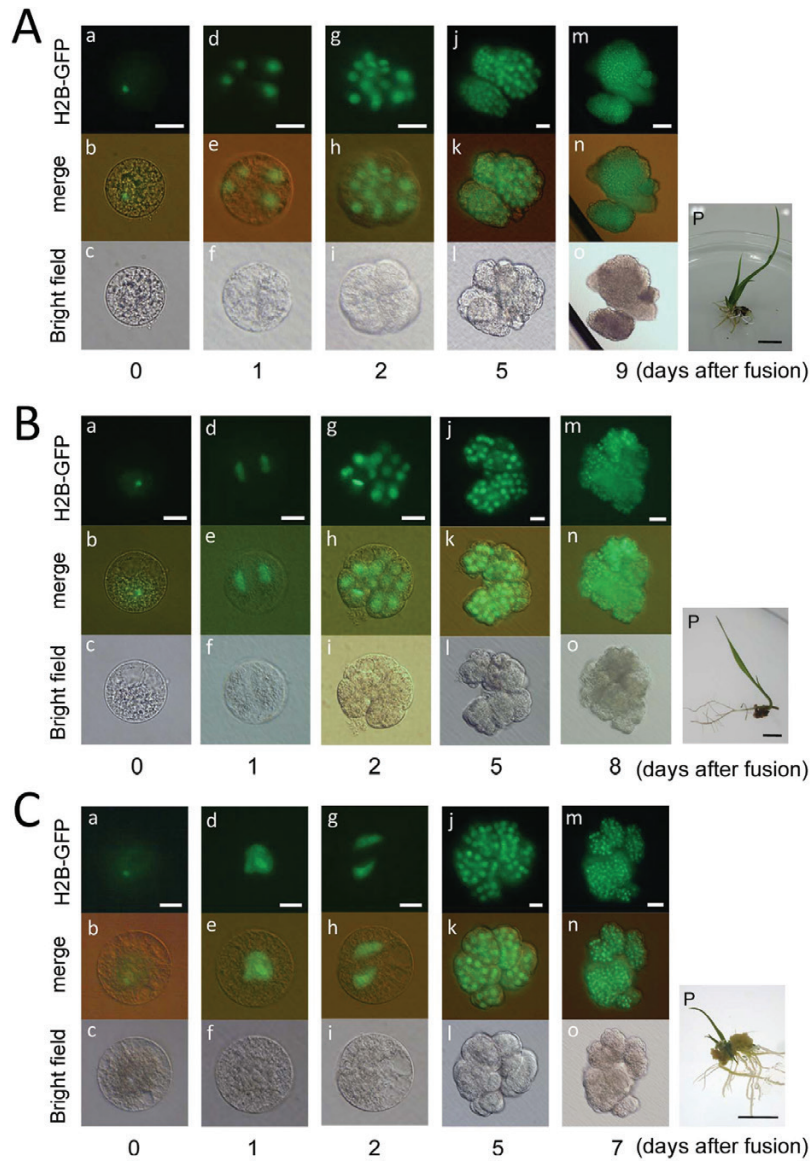 A
H2B-GFP
a
d
g
j
m
merge
b
e
h
k
n
P
Bright field
c
f
i
l
o
0
1
2
5
9 (days after fusion)
B
H2B-GFP
a
d
g
j
m
merge
b
e
h
k
n
P
Bright field
c
f
i
l
o
0
1
2
5
8 (days after fusion)
C
H2B-GFP
a
d
g
j
m
merge
b
e
h
k
n
P
Bright field
c
f
i
l
o
0
1
2
5
7 (days after fusion)